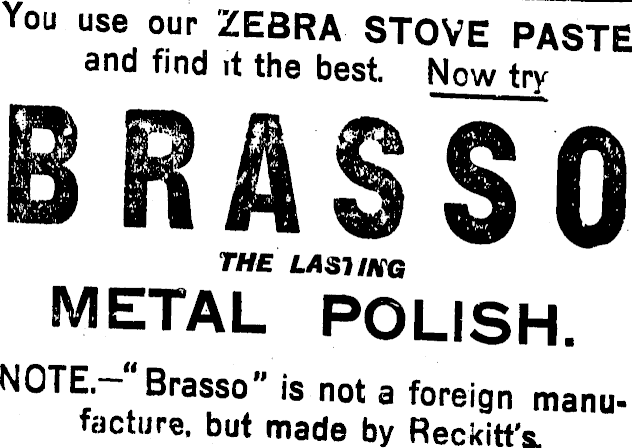 You use our ZEBRA STOVE PASTE
and find it the best. Now try
BRASSO
THE LASTING
METAL POLISH.
NOTE.—"Brasso" is not a foreign manu-
facture, but made by Reckitt's.